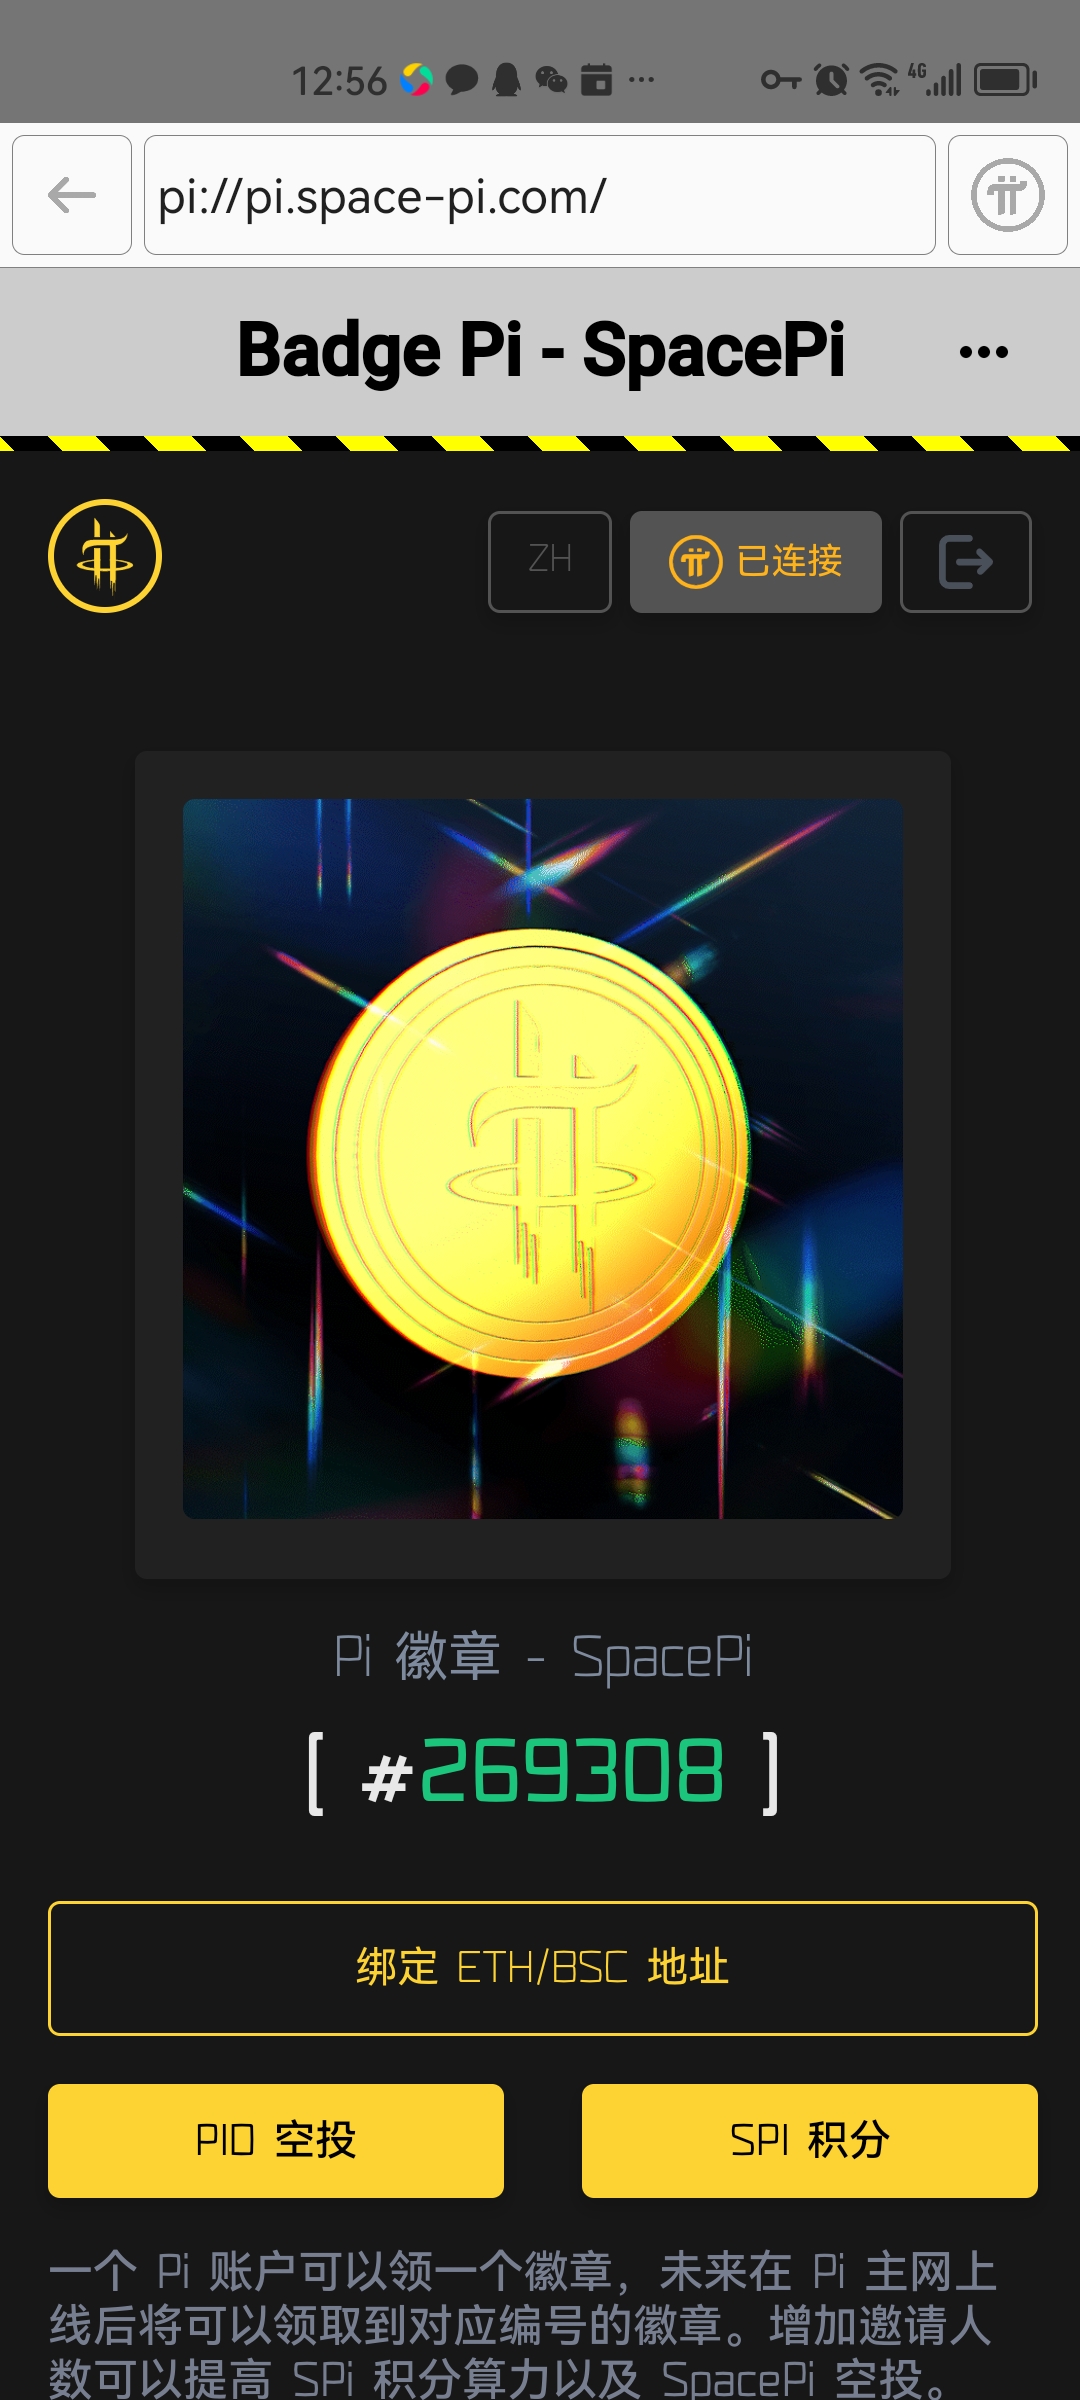 12:56
4G
pi://pi.space-pi.com/
Badge Pi - SpacePi
ZH
已连接
Pi 徽章 - SpacePi
[ #269308 ]
绑定 ETH/BSC 地址
PIO 空投
SPI 积分
一个 Pi 账户可以领一个徽章，未来在 Pi 主网上
线后将可以领取到对应编号的徽章。增加邀请人
数可以提高 SPi 积分算力以及 SpacePi 空投。